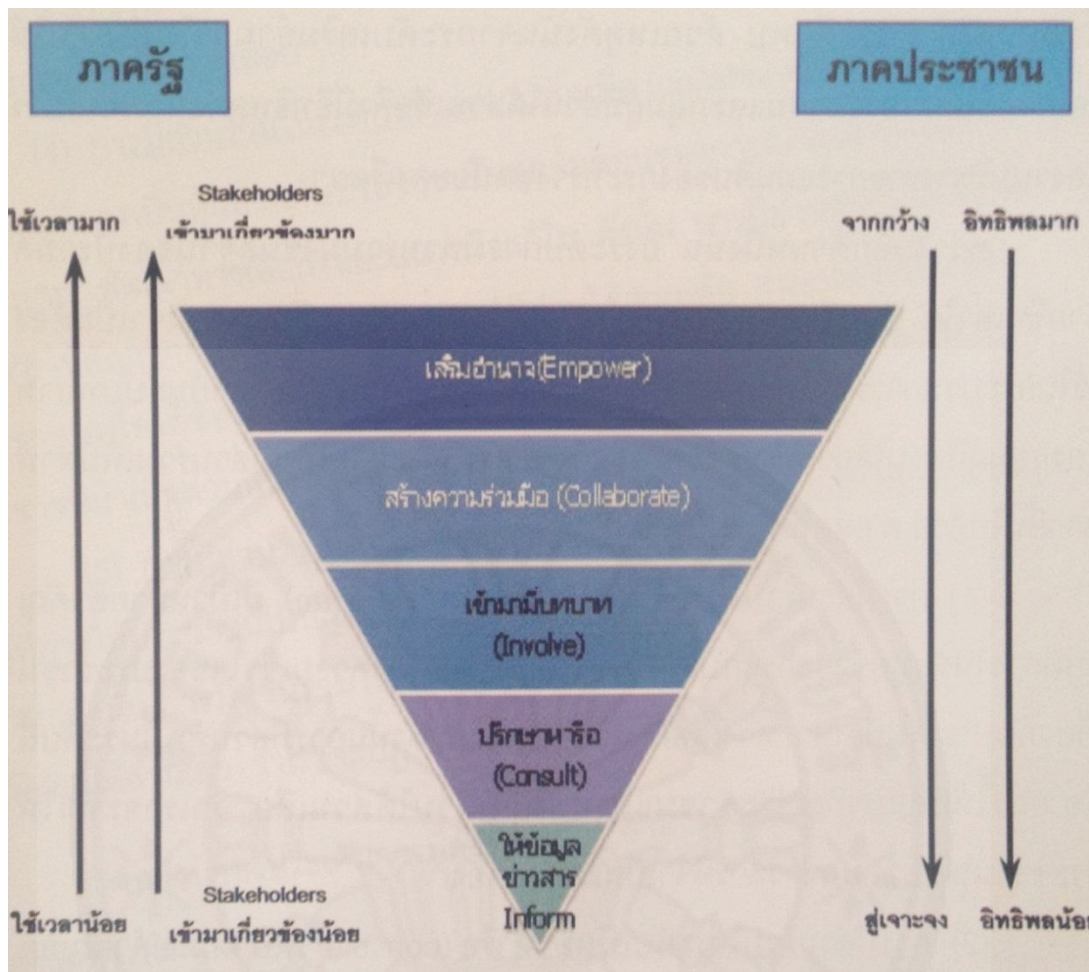 ภาครัฐ
ภาคประชาชน
ใช้เวลามาก
Stakeholders
เข้ามาเกี่ยวข้องมาก
จากกว้าง
อิทธิพลมาก
เสริมอำนาจ(Empower)
สร้างความร่วมมือ (Collaborate)
เข้ามามีบทบาท
(Involve)
ปรึกษาหารือ
(Consult)
ให้ข้อมูล
ข่าวสาร
Inform
ใช้เวลาน้อย
Stakeholders
เข้ามาเกี่ยวข้องน้อย
สู่เจาะจง
อิทธิพลน้อย